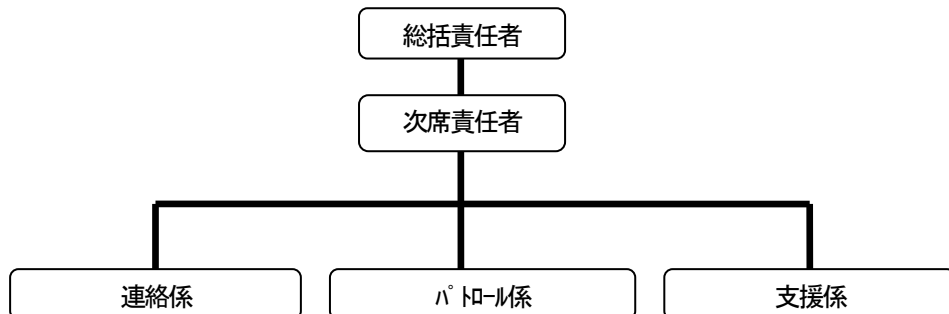 総括責任者
次席責任者
連絡係
ﾊﾟﾄﾛｰﾙ係
支援係